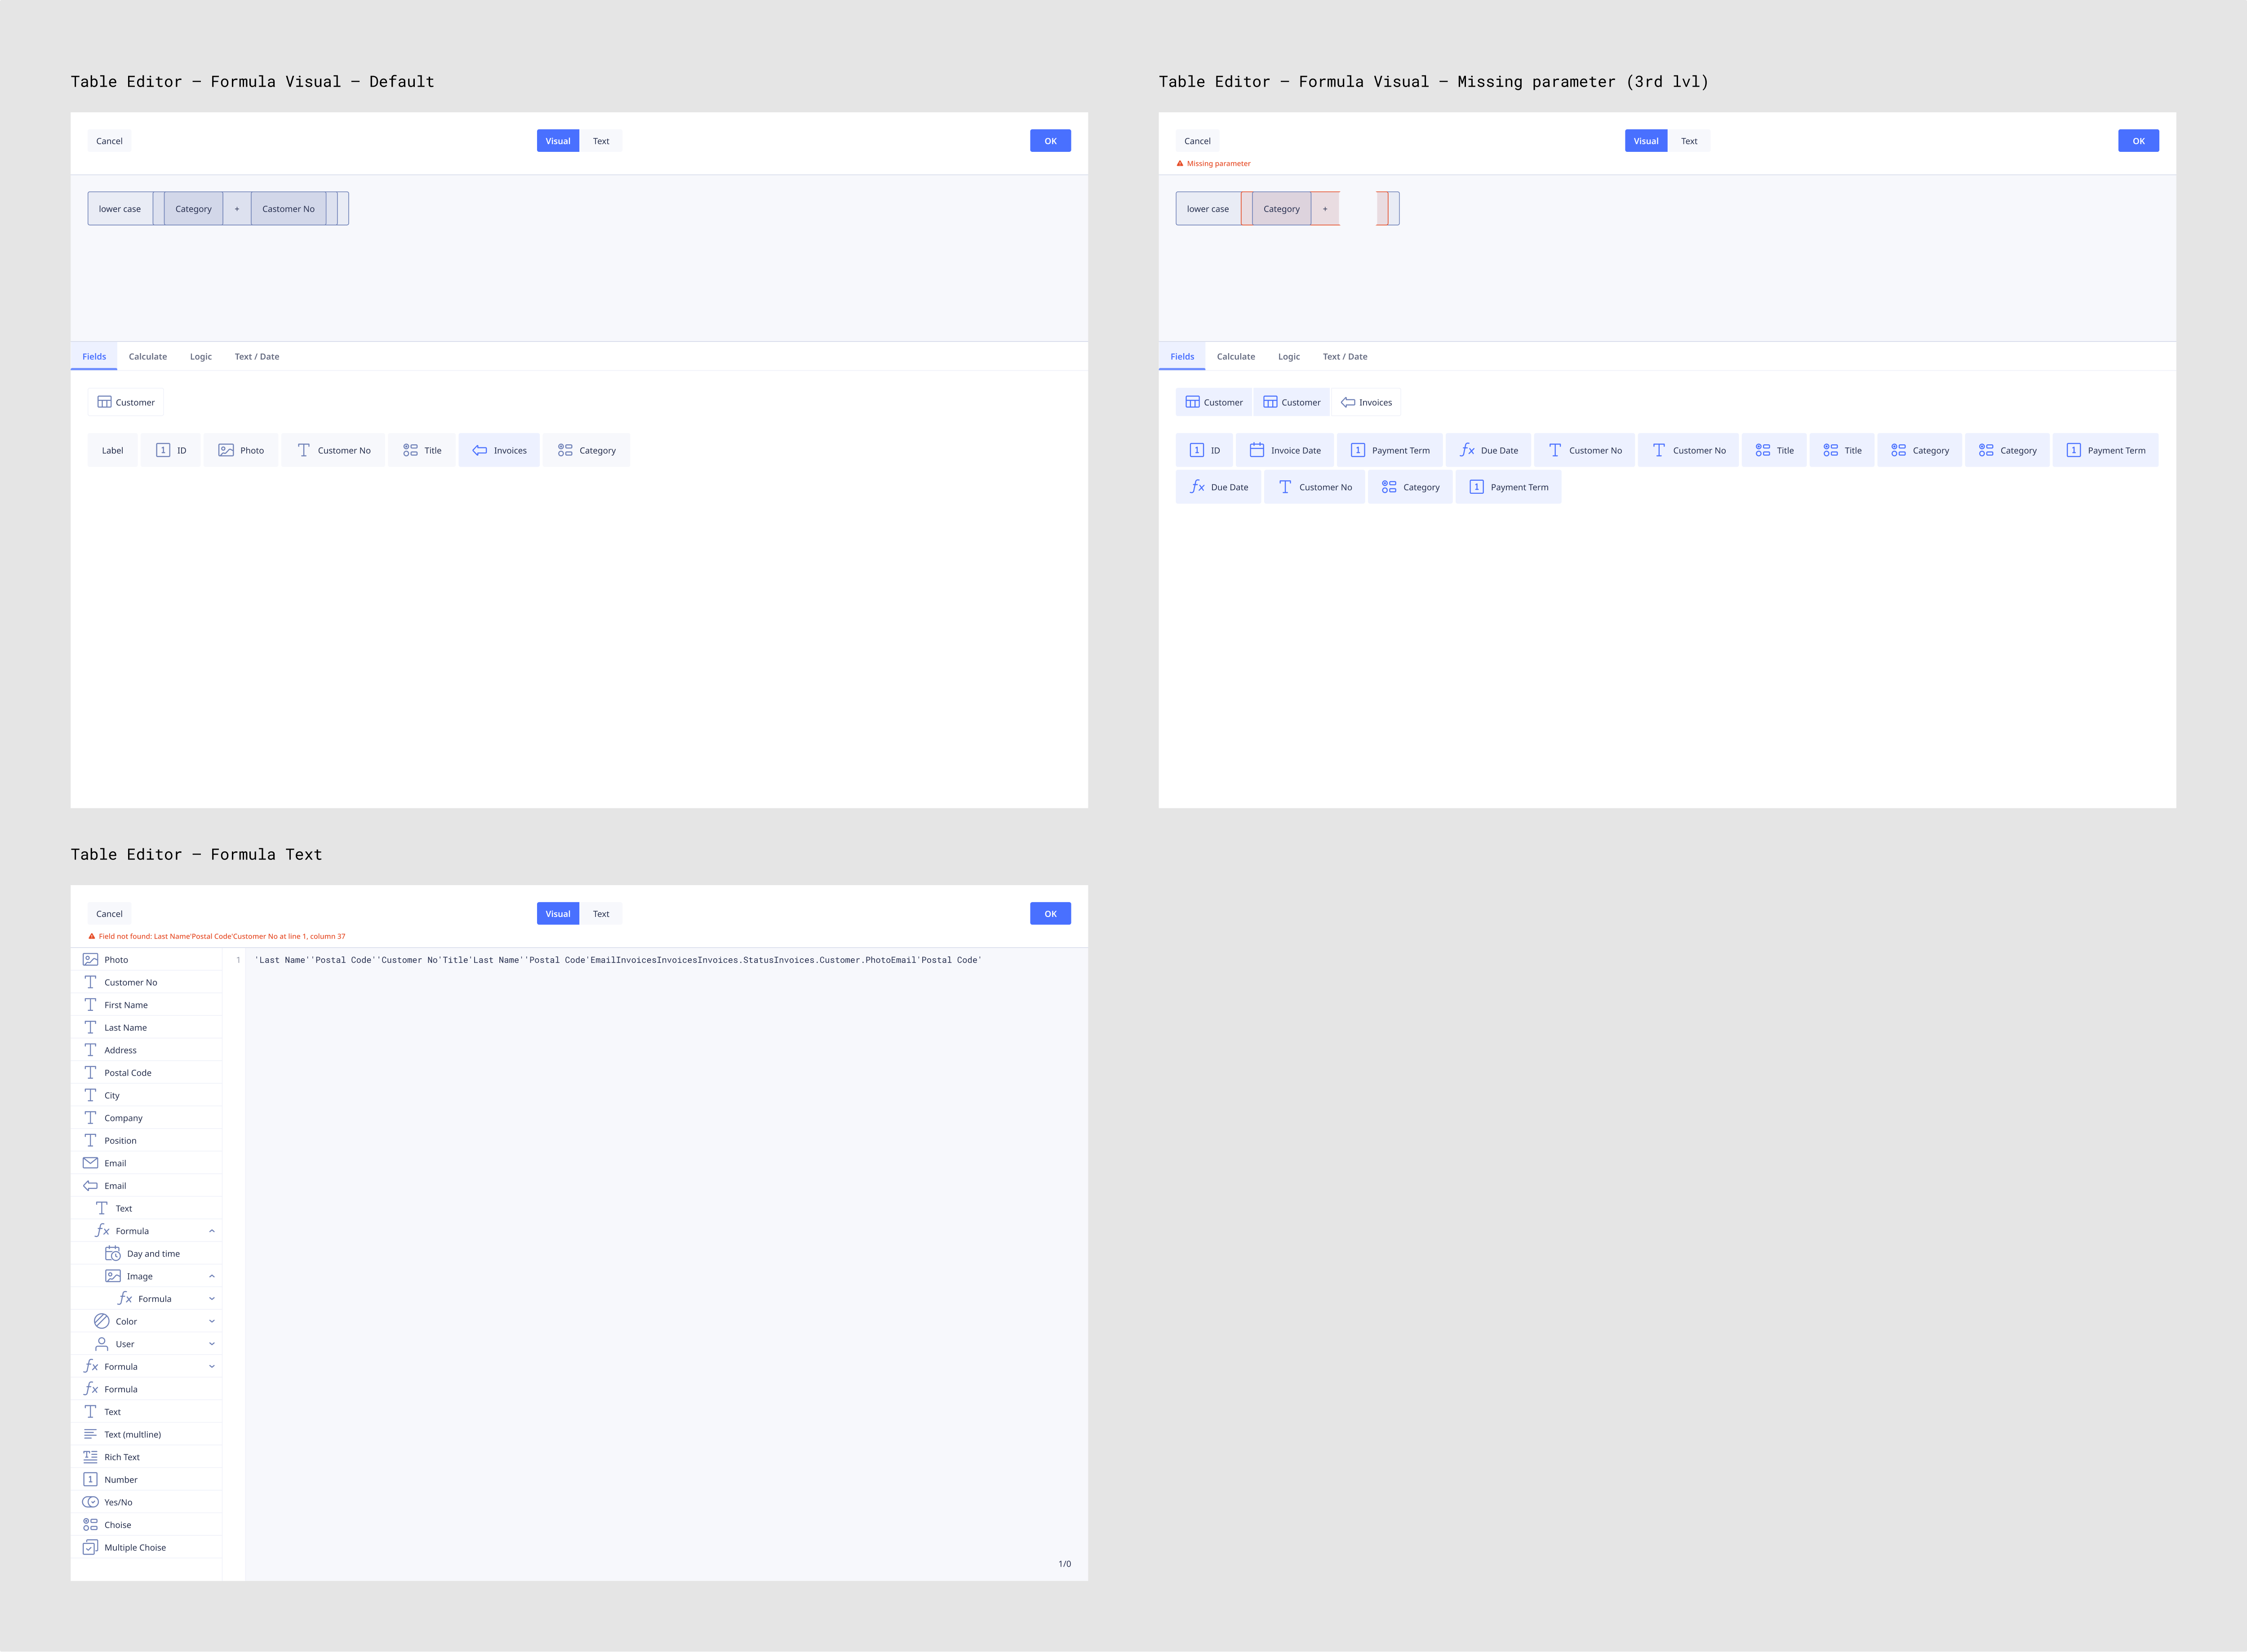 Table Editor – Formula Visual – Default
Cancel
Visual
Text
OK
lower case
Category
+
Castomer No
Fields
Calculate
Logic
Text / Date
Customer
Label
ID
Photo
Customer No
Title
Invoices
Category
Table Editor – Formula Visual – Missing parameter (3rd lvl)
Cancel
Visual
Text
OK
Missing parameter
lower case
Category
+
Fields
Calculate
Logic
Text / Date
Customer
Customer
Invoices
ID
Invoice Date
Payment Term
Due Date
Customer No
Customer No
Title
Title
Category
Category
Payment Term
Due Date
Customer No
Category
Payment Term
Table Editor – Formula Text
Cancel
Visual
Text
OK
Field not found: Last Name'Postal Code'Customer No at line 1, column 37
Photo
Customer No
First Name
Last Name
Address
Postal Code
City
Company
Position
Email
Email
Text
Formula
Day and time
Image
Formula
Color
User
Formula
Formula
Text
Text (multline)
Rich Text
Number
Yes/No
Choise
Multiple Choise
1
'Last Name''Postal Code''Customer No'Title'Last Name''Postal Code'EmailInvoicesInvoicesInvoices.StatusInvoices.Customer.PhotoEmail'Postal Code'
1/0